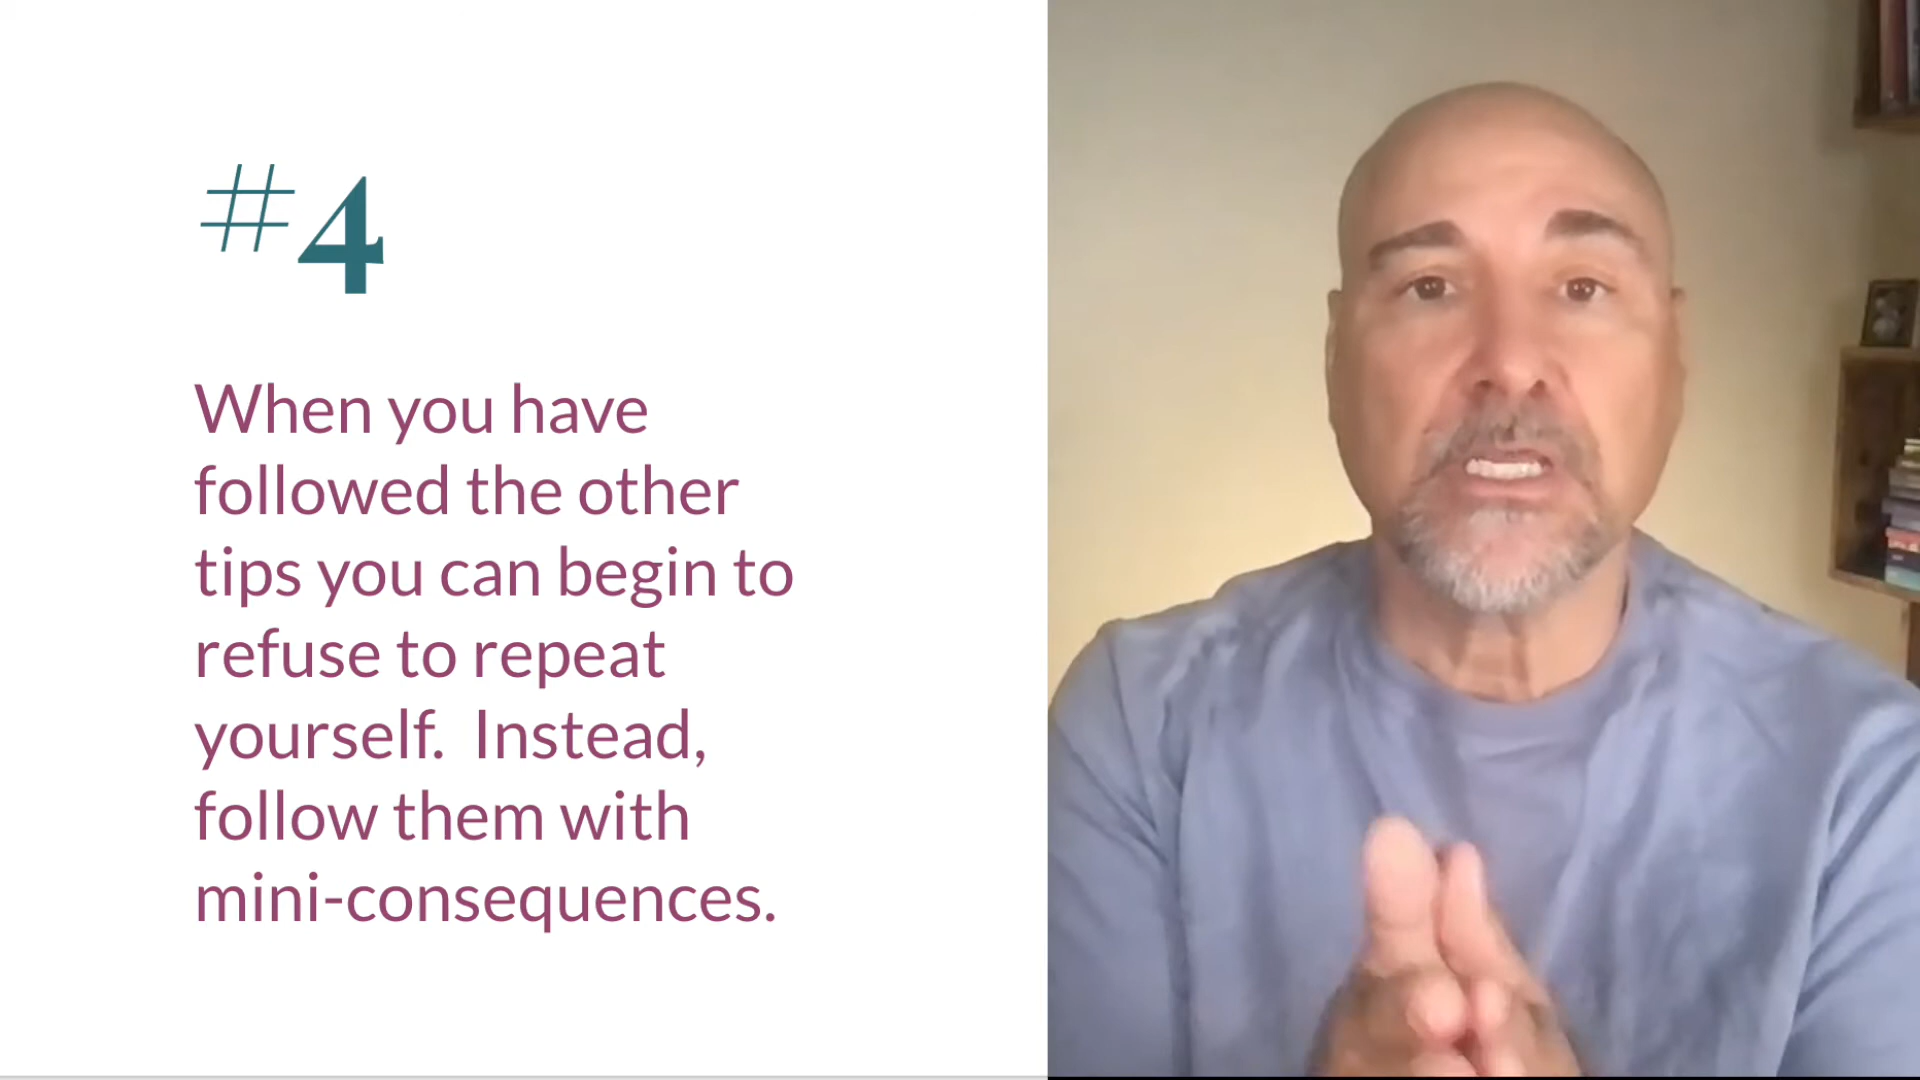 #4
When you have
followed the other
tips you can begin to
refuse to repeat
yourself.  Instead,
follow them with
mini-consequences.